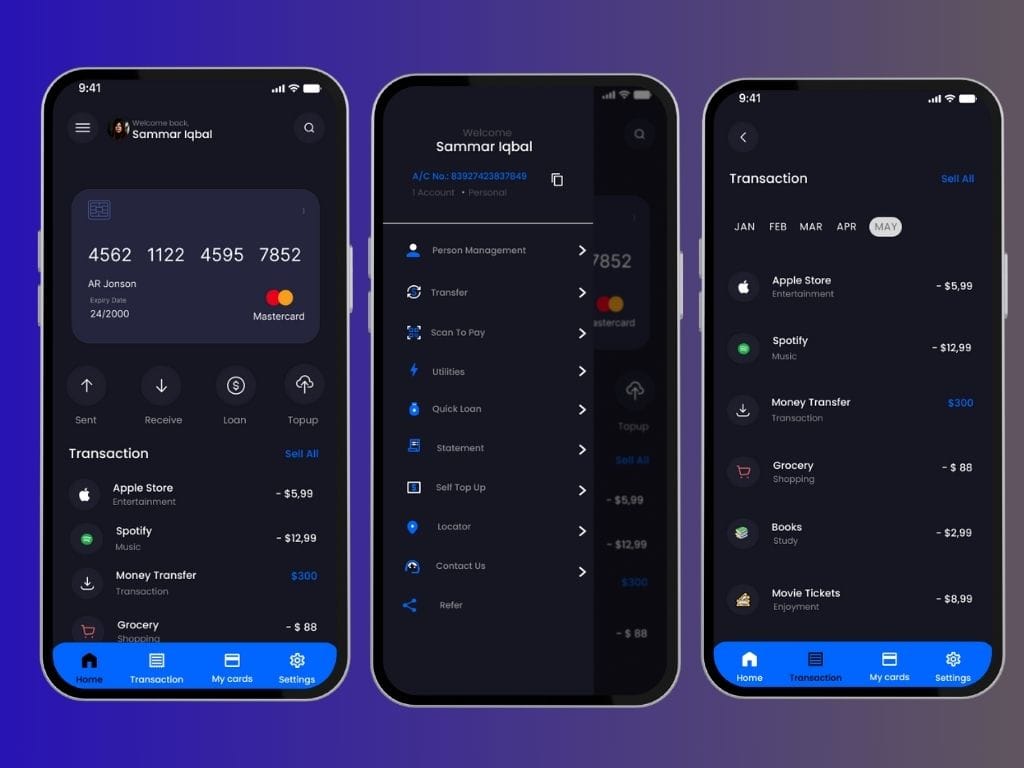 9:41
Welcome back,
Sammar Iqbal
4562 1122 4595 7852
AR Jonson
Expiry Date
24/2000
Mastercard
Sent Receive Loan Topup
Transaction Sell All
Apple Store - $5,99
Entertainment
Spotify - $12,99
Music
Money Transfer $300
Transaction
Grocery - $ 88
Shopping
Home Transaction My cards Settings
Welcome
Sammar Iqbal
A/C No.: 83927423837849
1 Account • Personal
Person Management
Transfer
Scan To Pay
Utilities
Quick Loan
Statement
Self Top Up
Locator
Contact Us
Refer
7852
astercard
Topup
Sell All
- $5,99
- $12,99
$300
- $ 88
9:41
Transaction Sell All
JAN FEB MAR APR MAY
Apple Store - $5,99
Entertainment
Spotify - $12,99
Music
Money Transfer $300
Transaction
Grocery - $ 88
Shopping
Books - $2,99
Study
Movie Tickets - $8,99
Enjoyment
Home Transaction My cards Settings